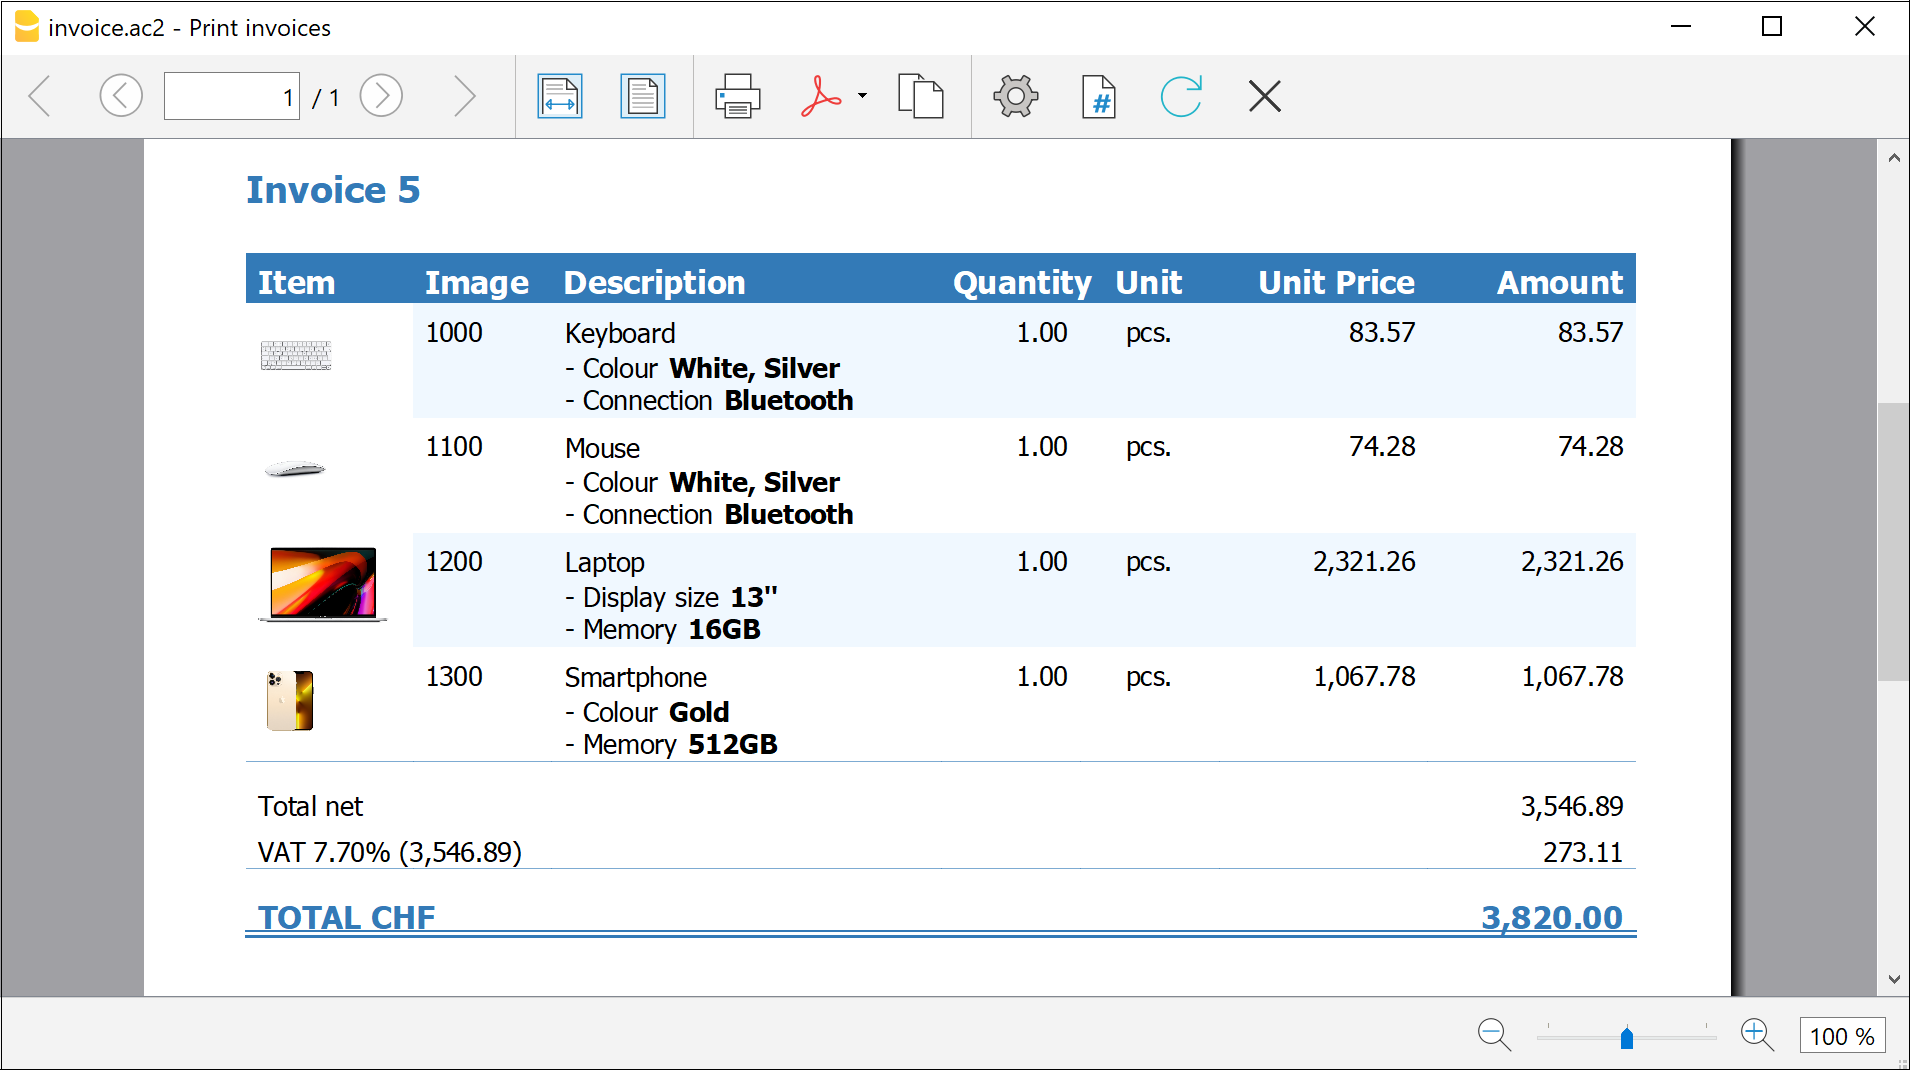 invoice.ac2 - Print invoices
1 / 1
#
Invoice 5
Item Image Description Quantity Unit Unit Price Amount
1000 Keyboard 1.00 pcs. 83.57 83.57
- Colour White, Silver
- Connection Bluetooth
1100 Mouse 1.00 pcs. 74.28 74.28
- Colour White, Silver
- Connection Bluetooth
1200 Laptop 1.00 pcs. 2,321.26 2,321.26
- Display size 13"
- Memory 16GB
1300 Smartphone 1.00 pcs. 1,067.78 1,067.78
- Colour Gold
- Memory 512GB
Total net 3,546.89
VAT 7.70% (3,546.89) 273.11
TOTAL CHF 3,820.00
100 %